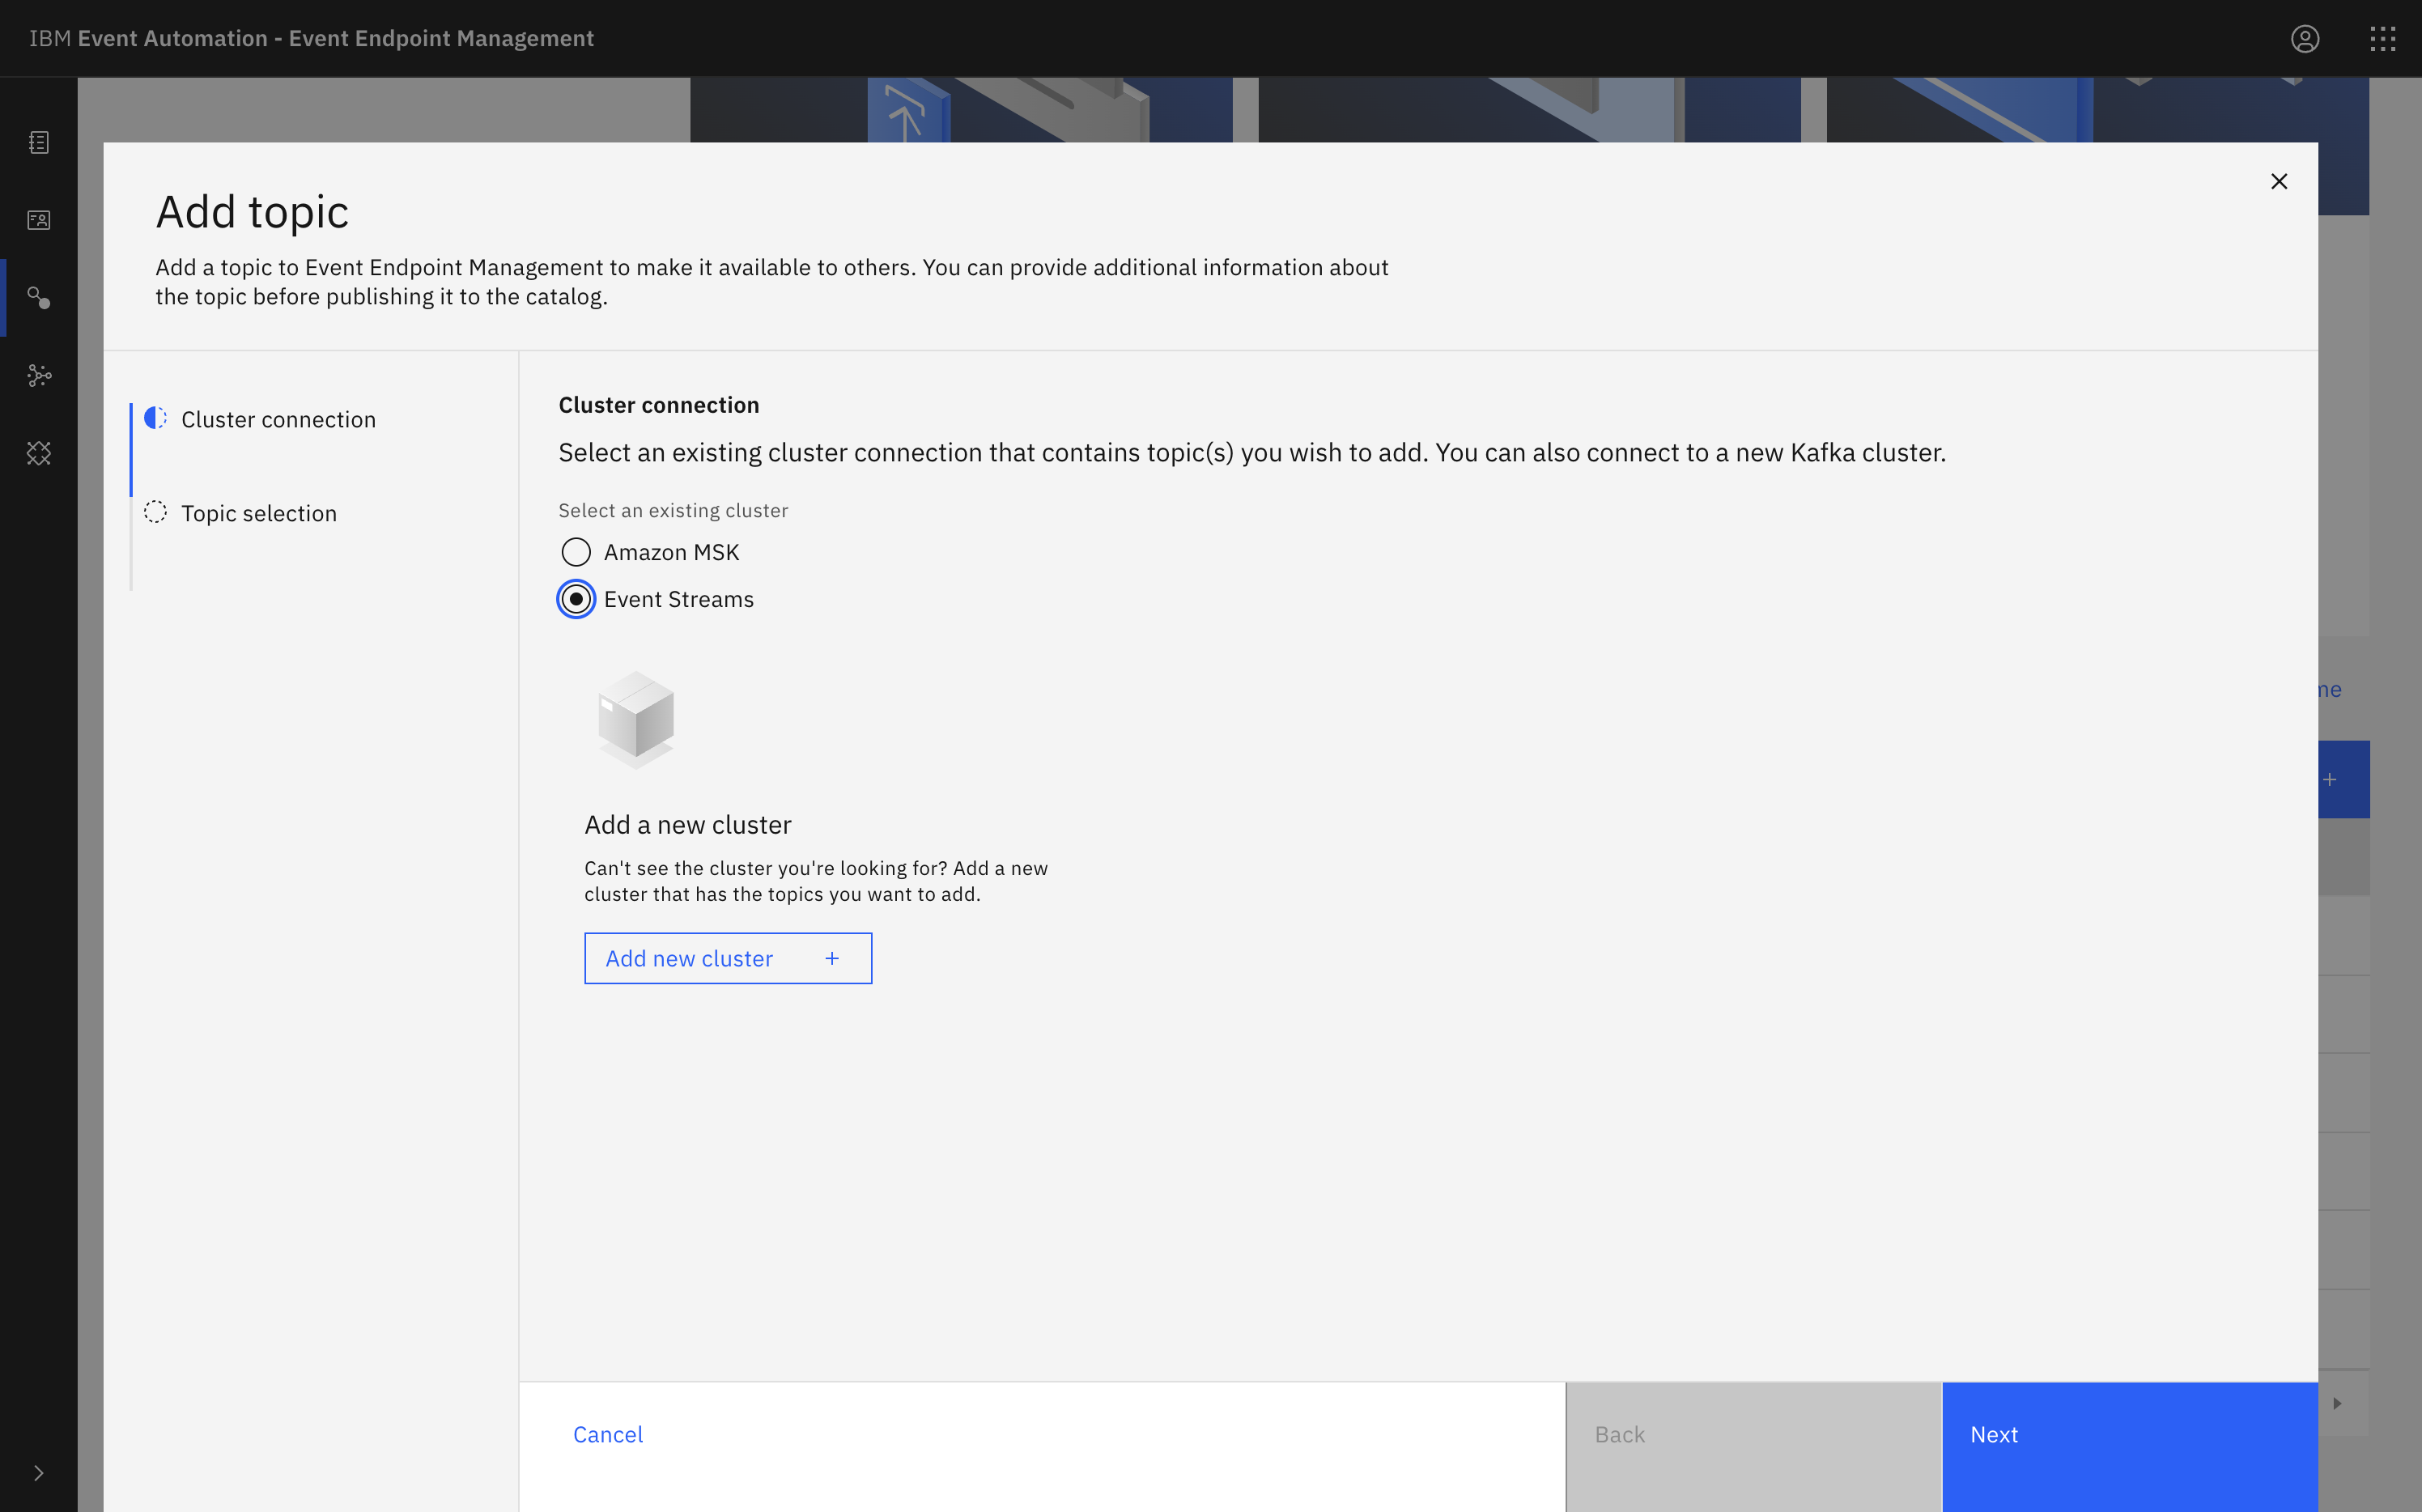 IBM Event Automation - Event Endpoint Management
Add topic
Add a topic to Event Endpoint Management to make it available to others. You can provide additional information about
the topic before publishing it to the catalog.
Cluster connection
Topic selection
Cluster connection
Select an existing cluster connection that contains topic(s) you wish to add. You can also connect to a new Kafka cluster.
Select an existing cluster
Amazon MSK
Event Streams
Add a new cluster
Can't see the cluster you're looking for? Add a new
cluster that has the topics you want to add.
Add new cluster +
Cancel
Back
Next